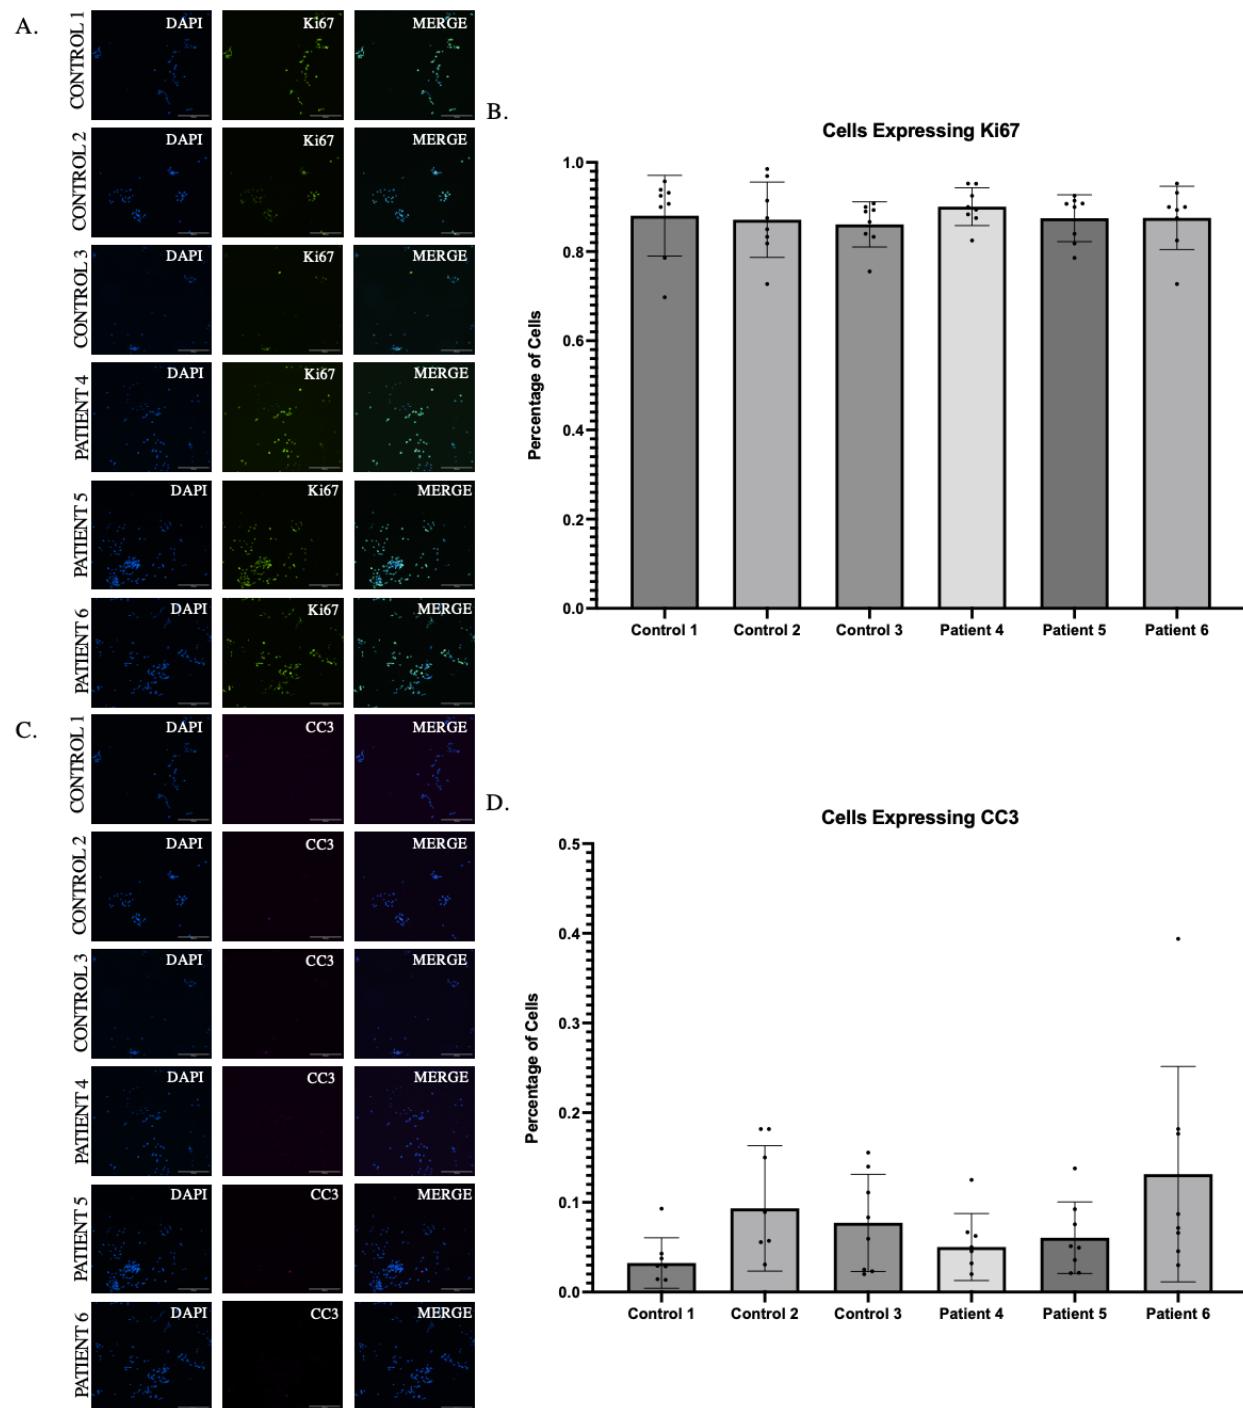 A.
CONTROL 1
DAPI
Ki67
MERGE
CONTROL 2
DAPI
Ki67
MERGE
CONTROL 3
DAPI
Ki67
MERGE
PATIENT 4
DAPI
Ki67
MERGE
PATIENT 5
DAPI
Ki67
MERGE
PATIENT 6
DAPI
Ki67
MERGE
B.
Cells Expressing Ki67
Percentage of Cells
1.0
0.8
0.6
0.4
0.2
0.0
Control 1 Control 2 Control 3 Patient 4 Patient 5 Patient 6
C.
CONTROL 1
DAPI
CC3
MERGE
CONTROL 2
DAPI
CC3
MERGE
CONTROL 3
DAPI
CC3
MERGE
PATIENT 4
DAPI
CC3
MERGE
PATIENT 5
DAPI
CC3
MERGE
PATIENT 6
DAPI
CC3
MERGE
D.
Cells Expressing CC3
Percentage of Cells
0.5
0.4
0.3
0.2
0.1
0.0
Control 1 Control 2 Control 3 Patient 4 Patient 5 Patient 6